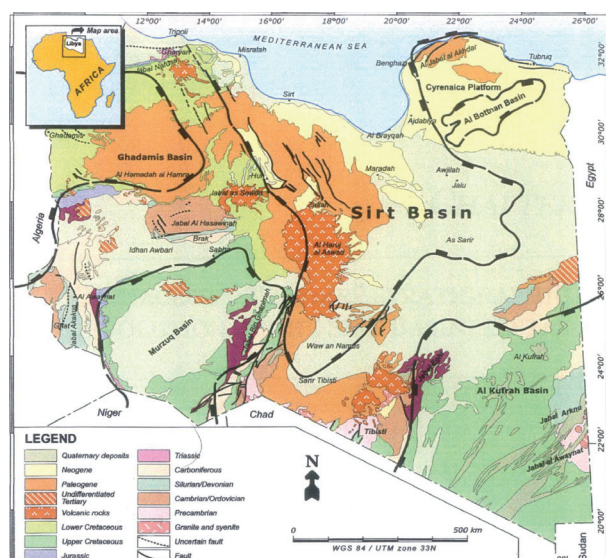 12°00'E
14°00'E
16°00'E
18°00'E
20°00'E
22°00'E
24°00'E
26°00'E
Map area
Libya
AFRICA
Tripoli
Gharyan
Jabal Nafusah
Misratah
MEDITERRANEAN SEA
Benghazi
Al Jabal al Akhdar
Tubruq
32°00'N
Cyrenaica Platform
Al Bottnan Basin
Sirt
Ajdabiya
Al Brayqah
30°00'N
Ghadamis
Ghadamis Basin
Al Hamadah al Hamra
Hun
Maradah
Awjilah
Jalu
Egypt
Jabal as Sawda
Zallah
Sirt Basin
28°00'N
Algeria
Jabal Al Hasawinah
Al Haruj al Aswad
Idhan Awbari
Brak
Sabha
As Sarir
26°00'N
Al Awaynat
Ghat
Jabal Akakus
Murzuq Basin
Waw an Namus
Al Kufrah
24°00'N
Sarir Tibisti
Al Kufrah Basin
Niger
Chad
Tibisti
Jabal Arknu
Jabal al Awaynat
22°00'N
LEGEND
Quaternary deposits
Neogene
Paleogene
Undifferentiated Tertiary
Volcanic rocks
Lower Cretaceous
Upper Cretaceous
Jurassic
Triassic
Carboniferous
Silurian/Devonian
Cambrian/Ordovician
Precambrian
Granite and syenite
Uncertain fault
Fault
N
0
500 km
WGS 84 / UTM zone 33N
20°00'N
Sudan